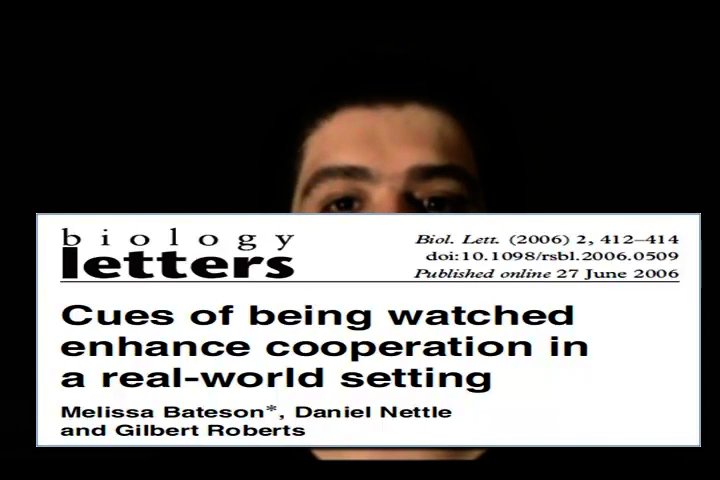 biology
letters
Biol. Lett. (2006) 2, 412–414
doi:10.1098/rsbl.2006.0509
Published online 27 June 2006
Cues of being watched
enhance cooperation in
a real-world setting
Melissa Bateson*, Daniel Nettle
and Gilbert Roberts